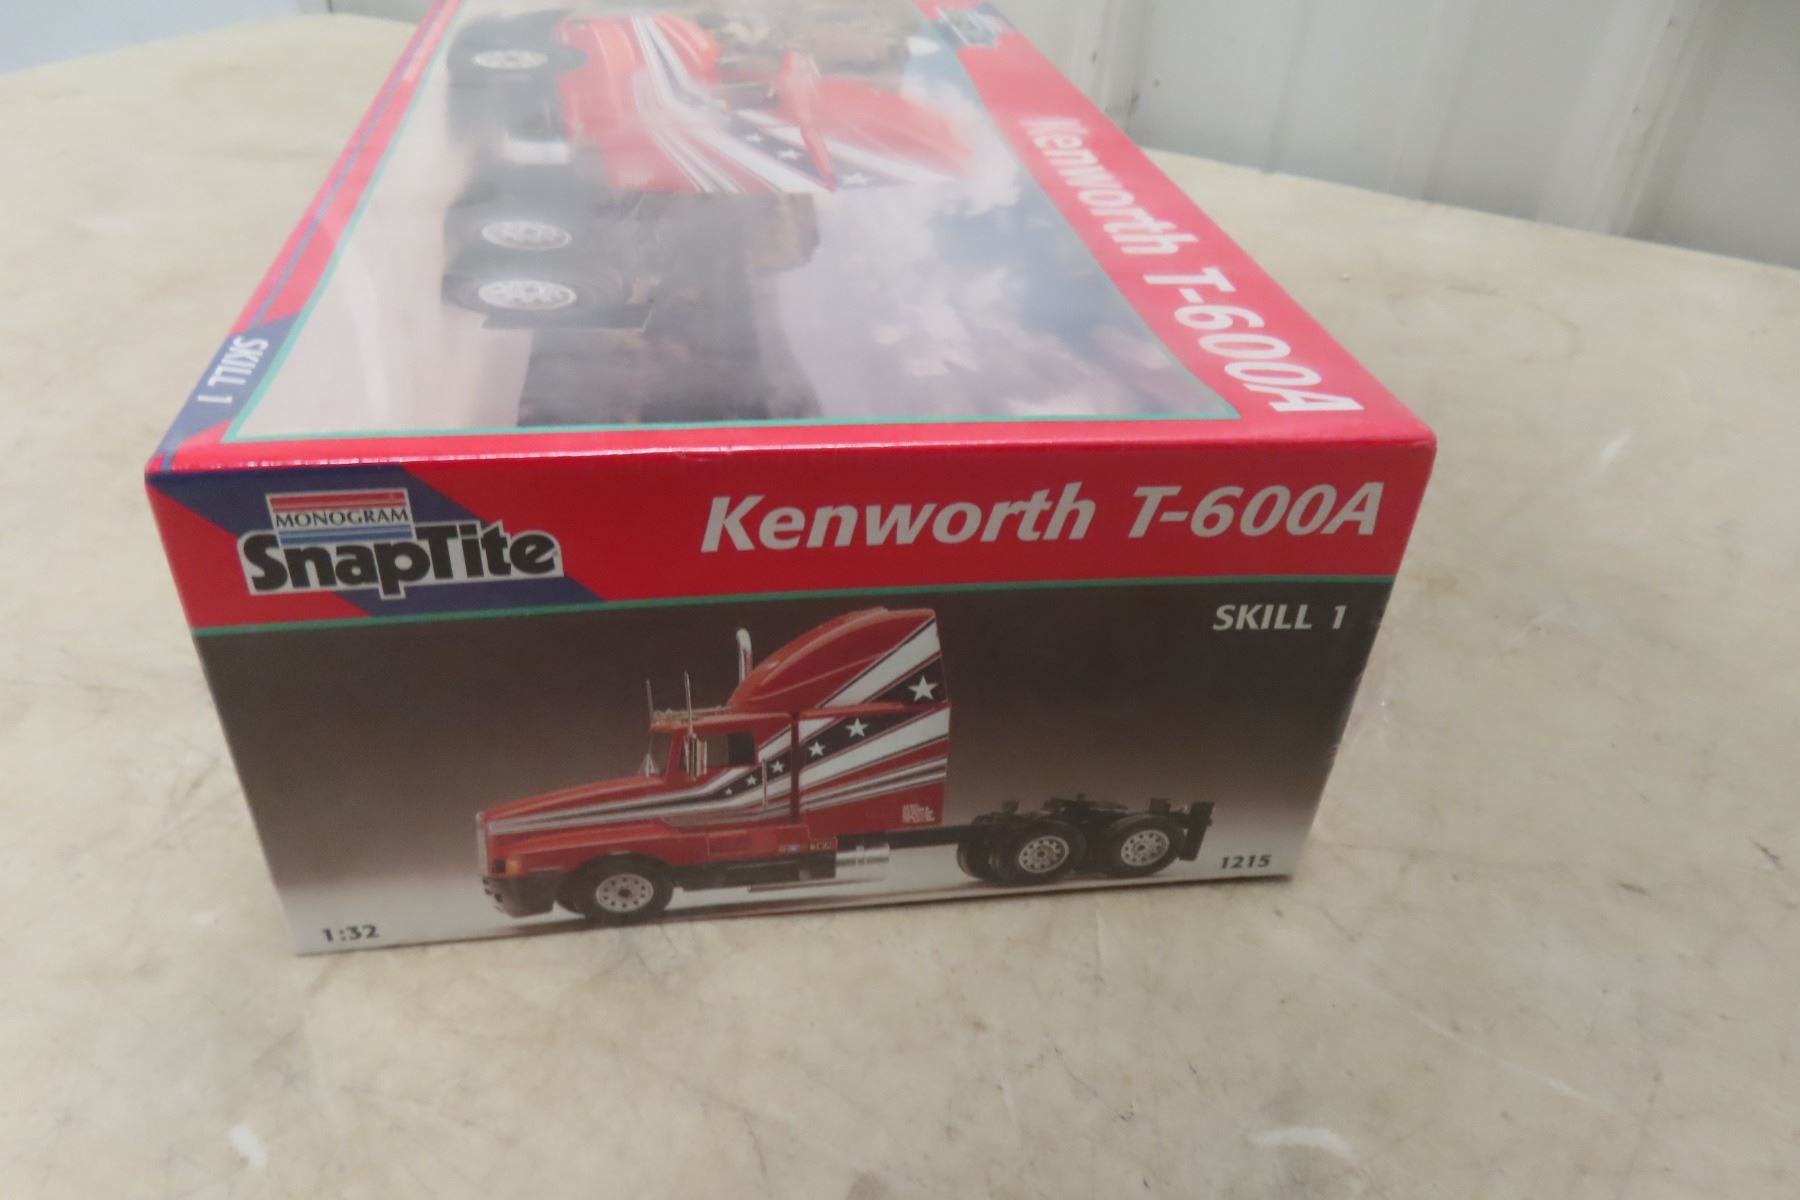 Kenworth T-600A
SKILL 1
MONOGRAM
SnapTite
Kenworth T-600A
SKILL 1
1215
1:32